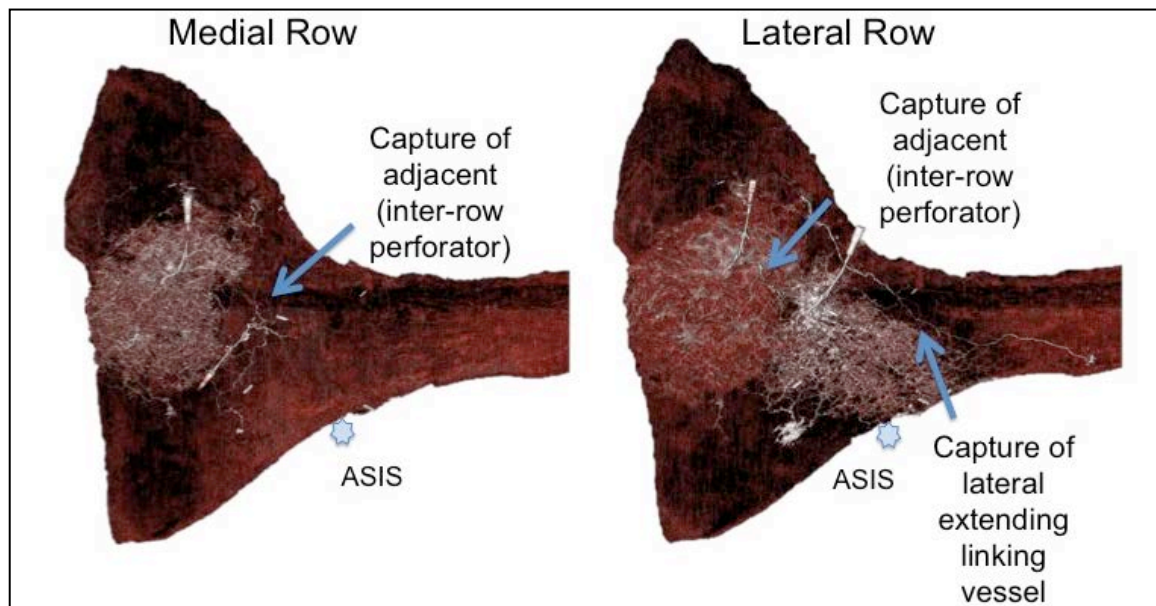 Medial Row
Capture of
adjacent
(inter-row
perforator)
ASIS
Lateral Row
Capture of
adjacent
(inter-row
perforator)
ASIS
Capture of
lateral
extending
linking
vessel